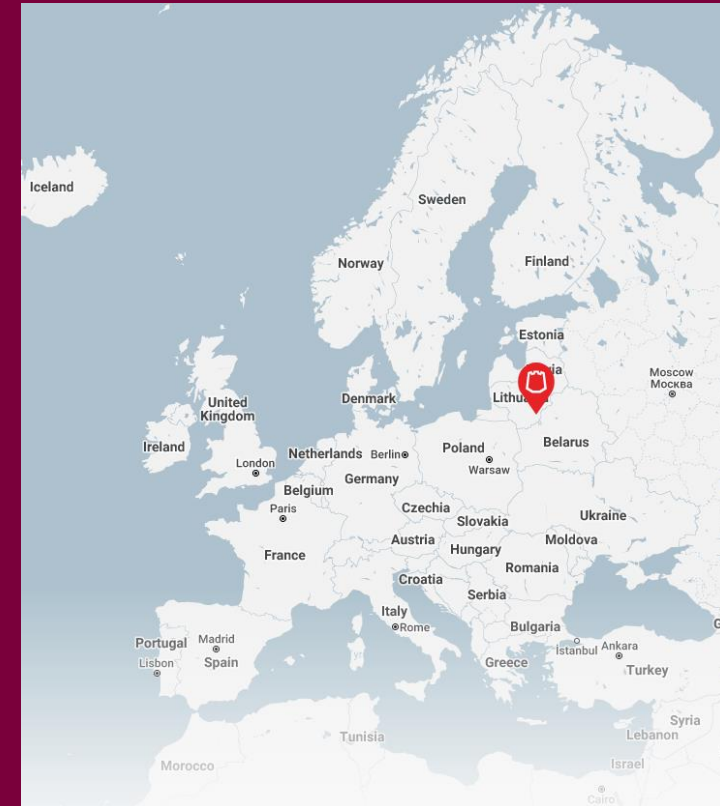 Iceland
Sweden
Norway
Finland
Estonia
Moscow
Москва
Denmark
United
Kingdom
Ireland
London
Netherlands
Berlin
Poland
Warsaw
Belarus
Belgium
Germany
Paris
Czechia
Slovakia
Ukraine
France
Austria
Hungary
Moldova
Romania
Croatia
Serbia
Italy
Rome
Bulgaria
Portugal
Madrid
Lisbon
Spain
Greece
İstanbul
Ankara
Turkey
Tunisia
Syria
Lebanon
Morocco
Israel
Cairo